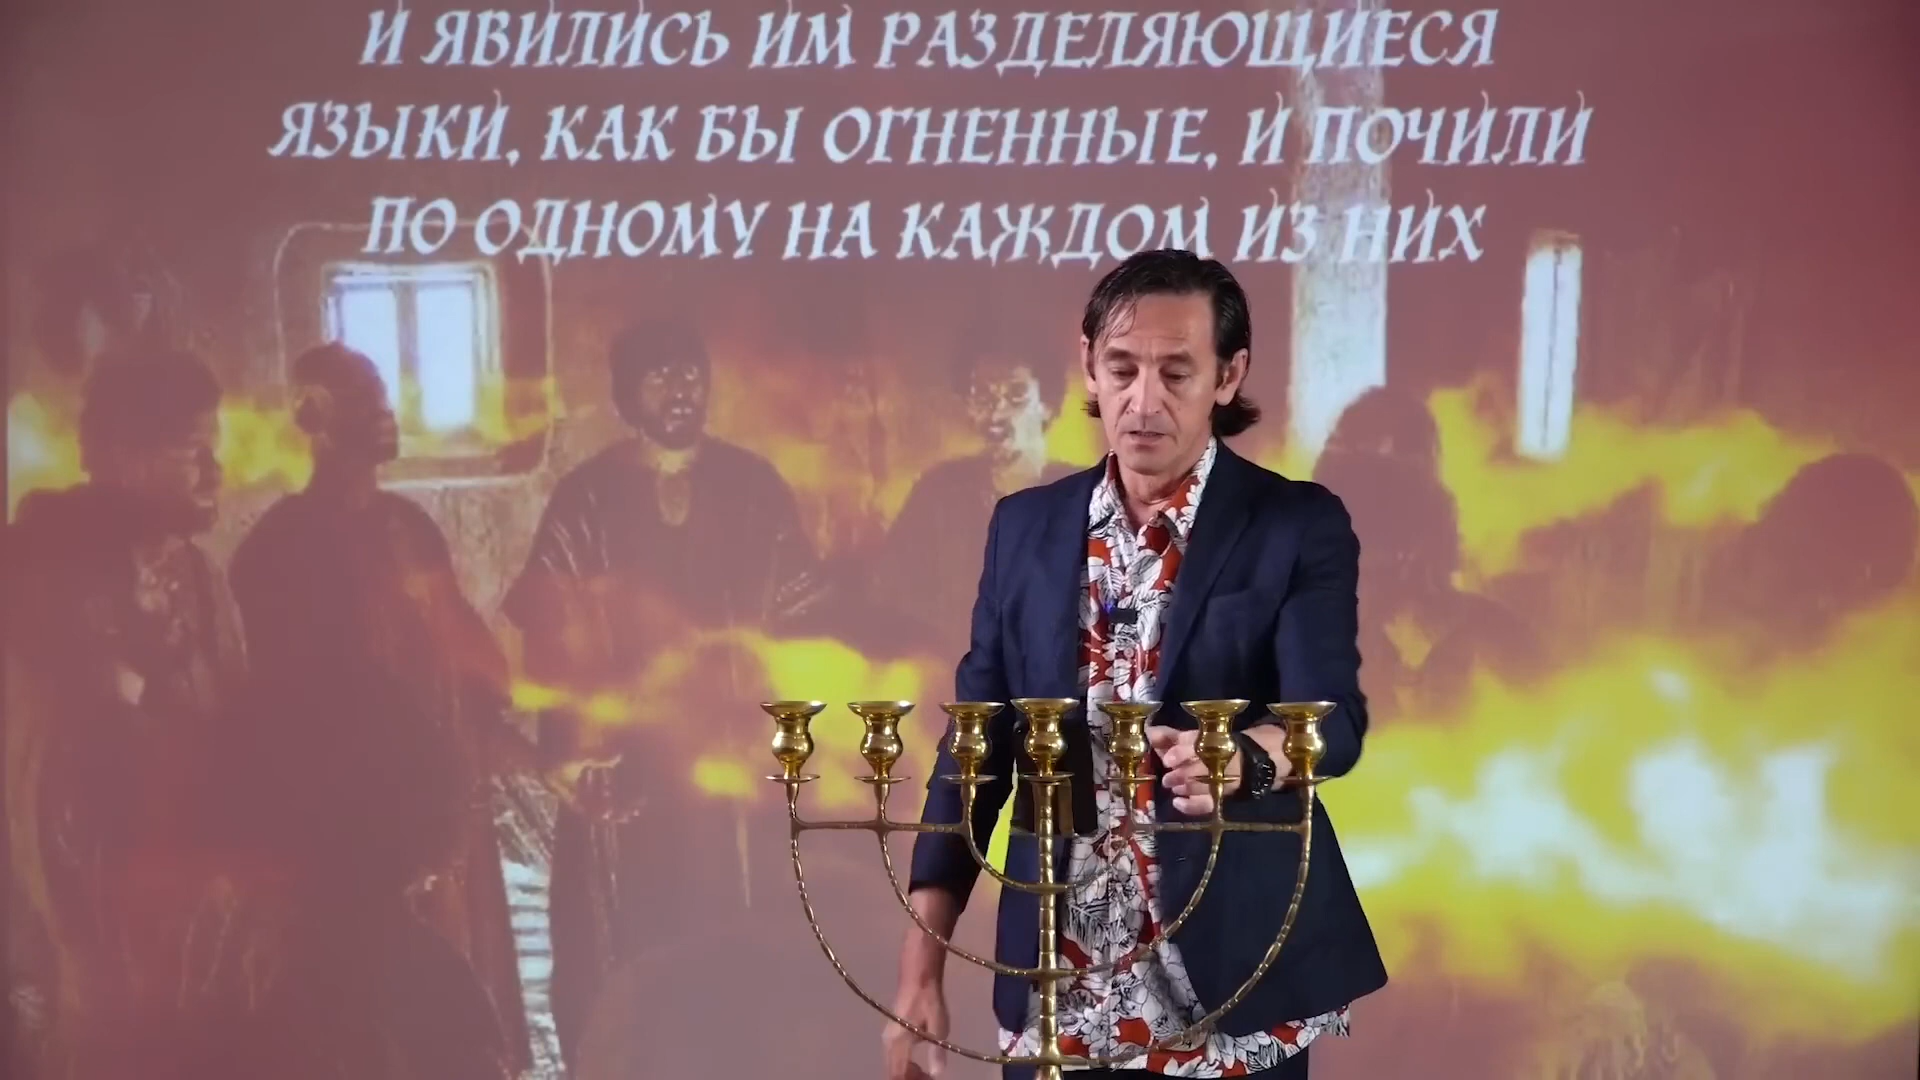 И ЯВИЛИСЬ ИМ РАЗДЕЛЯЮЩИЕСЯ
ЯЗЫКИ, КАК БЫ ОГНЕННЫЕ, И ПОЧИЛИ
ПО ОДНОМУ НА КАЖДОМ ИЗ НИХ